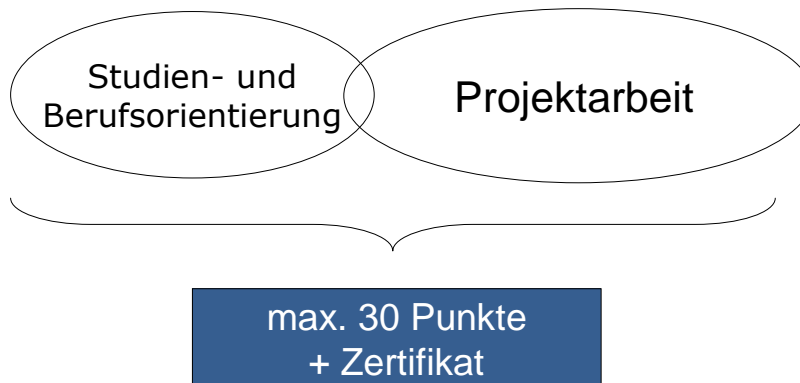 Studien- und
Berufsorientierung
Projektarbeit
max. 30 Punkte
+ Zertifikat